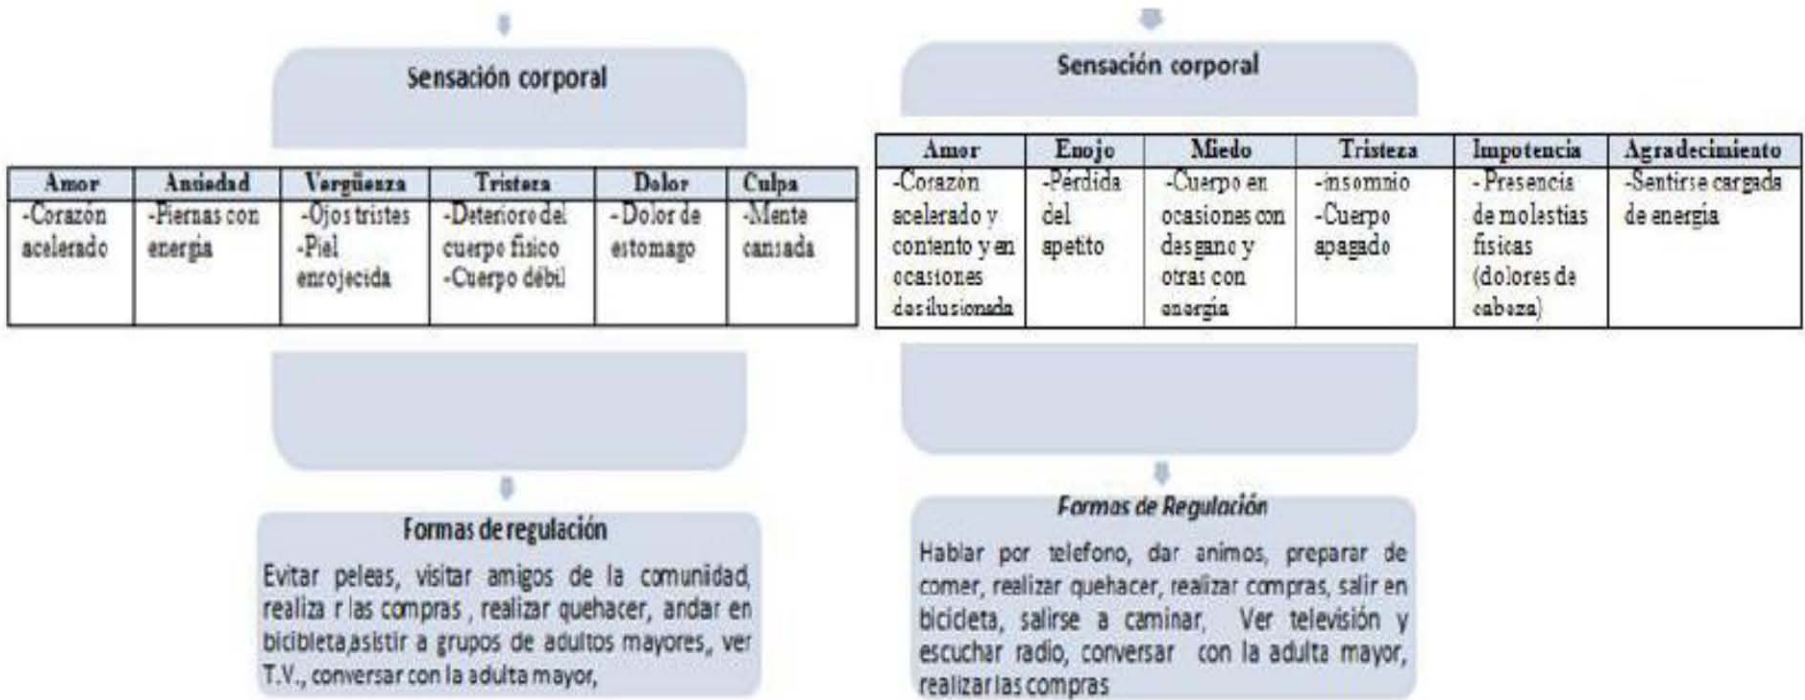 Sensación corporal
Amor Ansiedad Vergüenza Tristeza Dolor Culpa
-Corazón acelerado
-Piernas con energia
-Ojos tristes
-Piel enrojecida
-Deterioro del cuerpo físico
-Cuerpo débil
-Dolor de estomago
-Mente cansada
Formas de regulación
Evitar peleas, visitar amigos de la comunidad,
realiza r las compras , realizar quehacer, andar en
bicibleta,asistir a grupos de adultos mayores,, ver
T.V., conversar con la adulta mayor,
Sensación corporal
Amor Enojo Miedo Tristeza Impotencia Agradecimiento
-Corazón acelerado y contento y en ocasiones desilusionada
-Pérdida del apetito
-Cuerpo en ocasiones con desgano y otras con energía
-insomnio
-Cuerpo apagado
-Presencia de molestias fisicas (dolores de cabeza)
-Sentirse cargada de energia
Formas de Regulación
Hablar por telefono, dar animos, preparar de
comer, realizar quehacer, realizar compras, salir en
bicicleta, salirse a caminar, Ver televisión y
escuchar radio, conversar con la adulta mayor,
realizar las compras